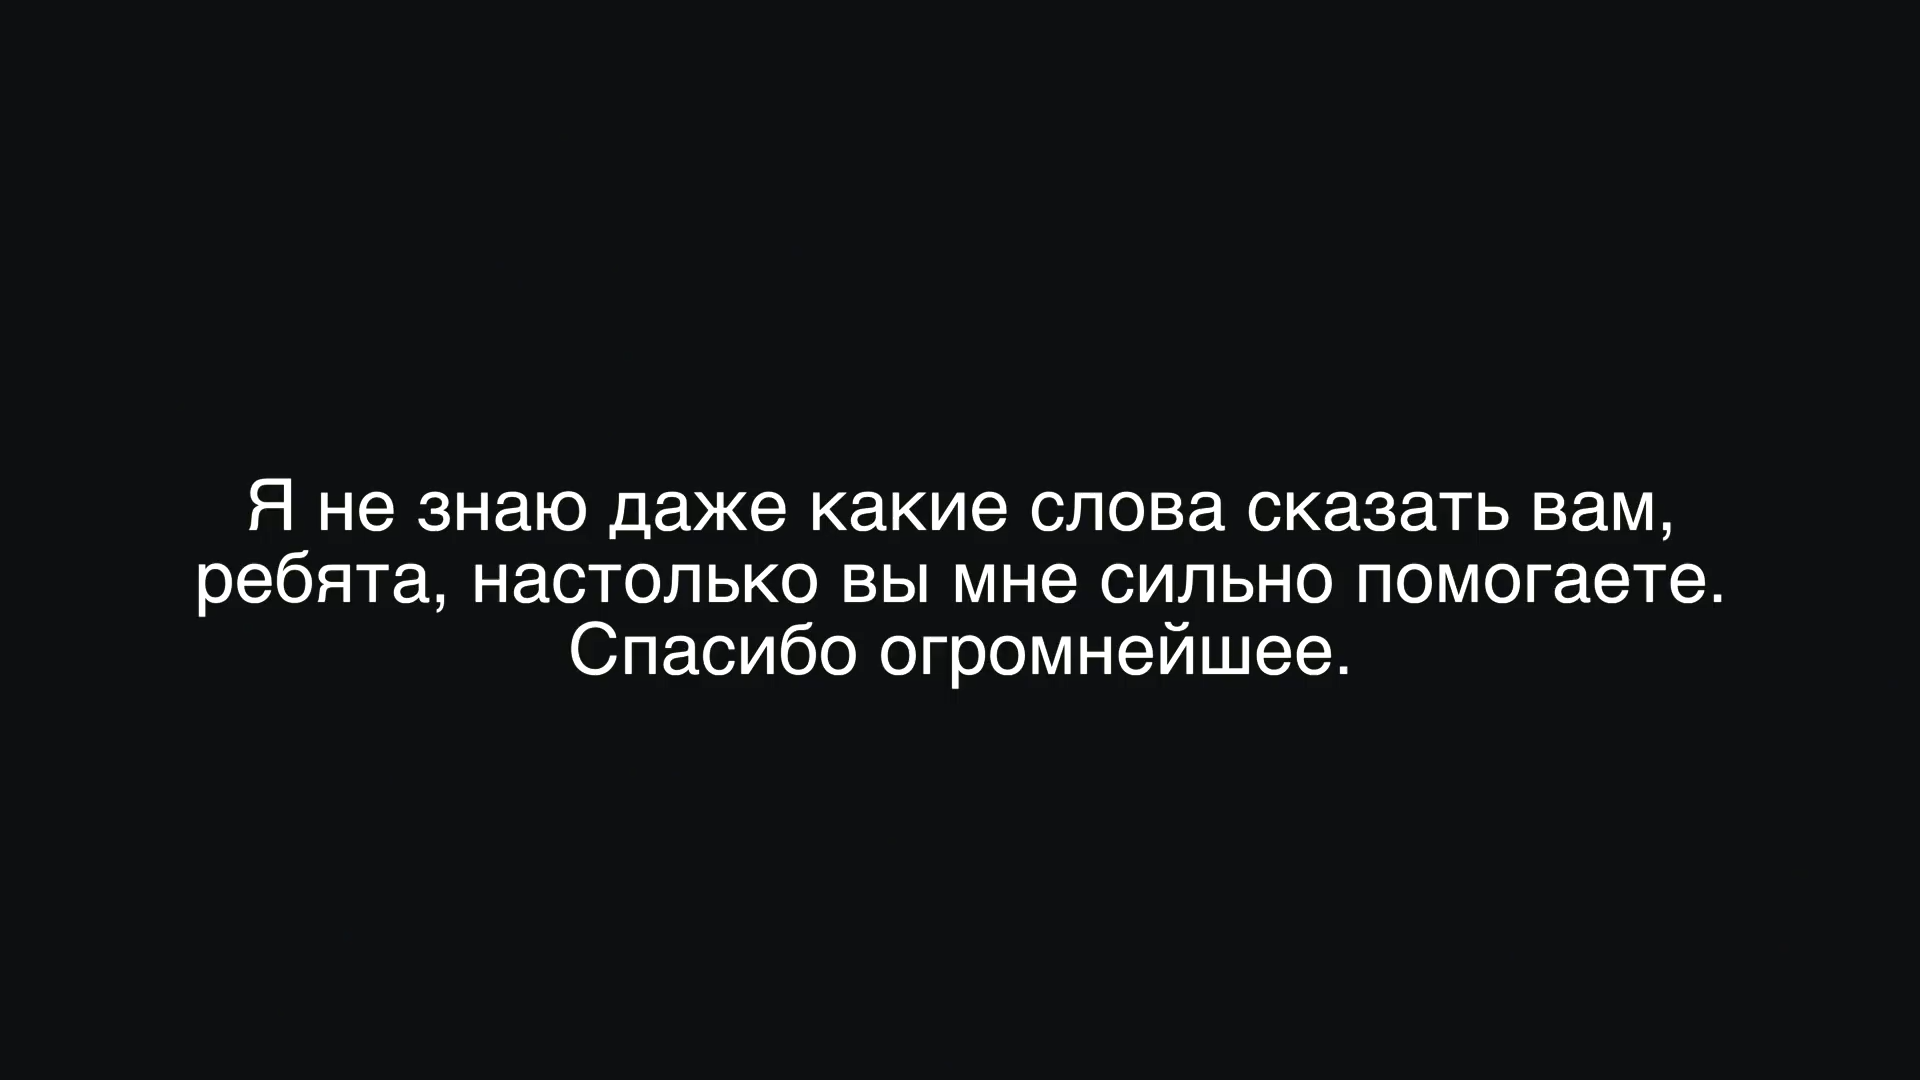 Я не знаю даже какие слова сказать вам,
ребята, настолько вы мне сильно помогаете.
Спасибо огромнейшее.